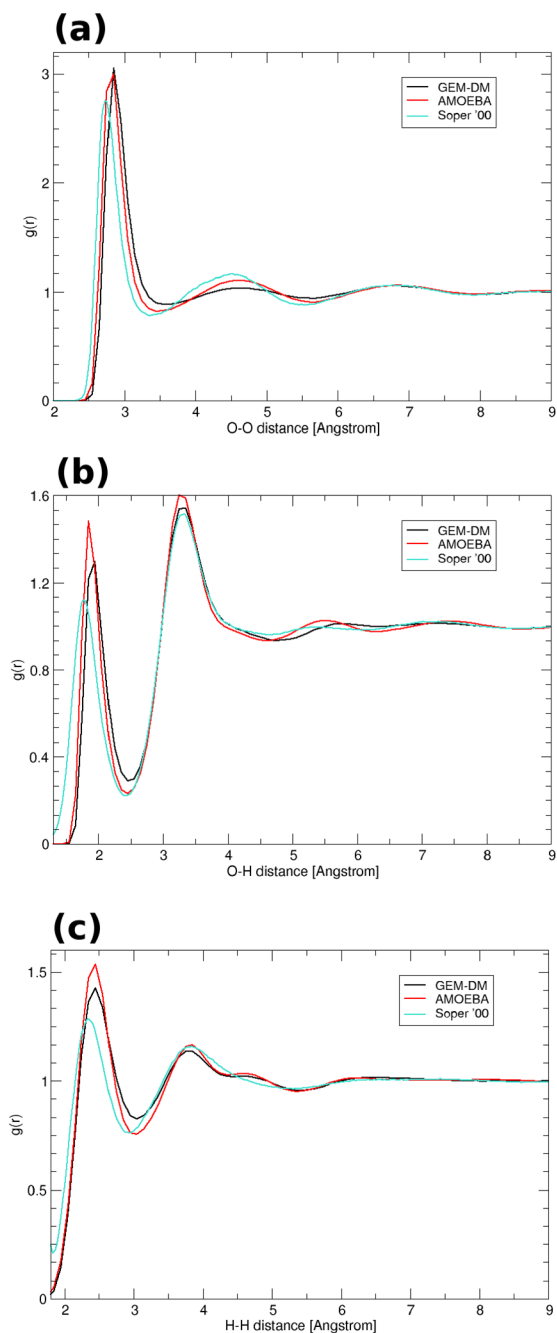 (a)
3
2
1
0
g(r)
GEM-DM
AMOEBA
Soper '00
2 3 4 5 6 7 8 9
O-O distance [Angstrom]
(b)
1.6
1.2
0.8
0.4
0
g(r)
GEM-DM
AMOEBA
Soper '00
2 3 4 5 6 7 8 9
O-H distance [Angstrom]
(c)
1.5
1
0.5
0
g(r)
GEM-DM
AMOEBA
Soper '00
2 3 4 5 6 7 8 9
H-H distance [Angstrom]